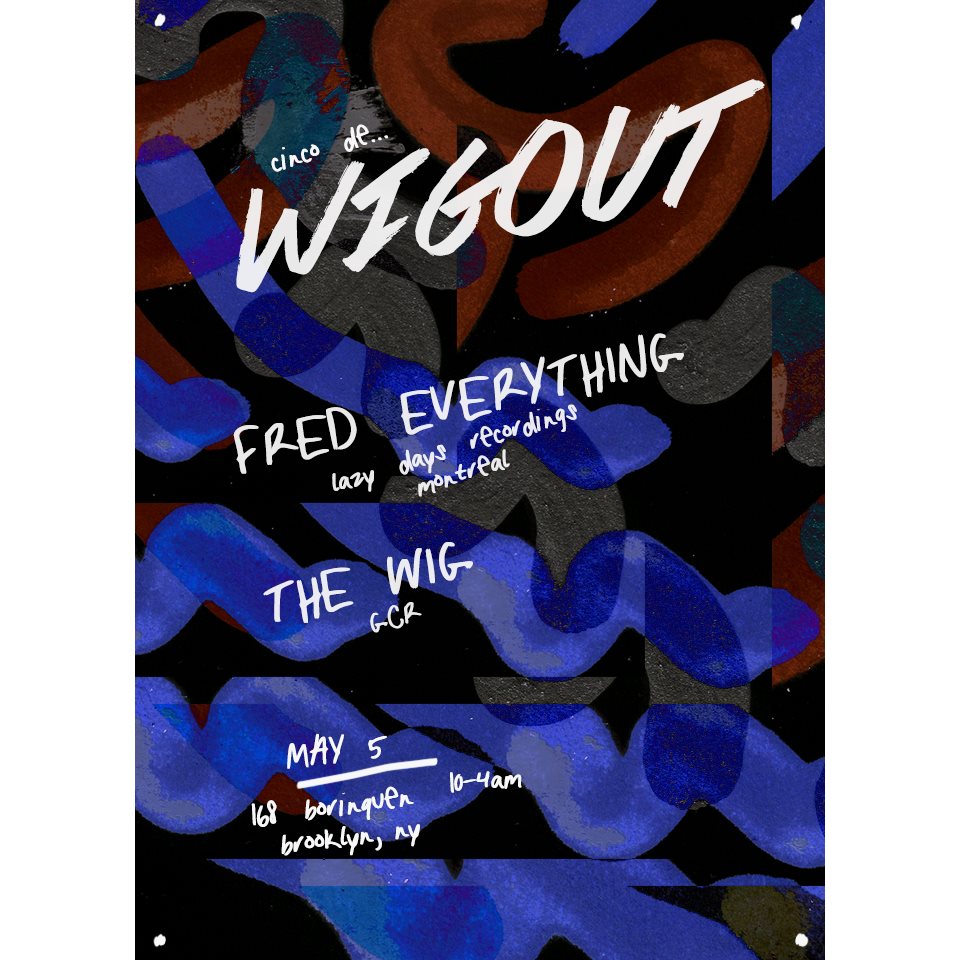 cinco de...
WIGOUT
FRED EVERYTHING
lazy days recordings
montreal
THE WIG
GCR
MAY 5
168 borinquen 10-4am
brooklyn, ny